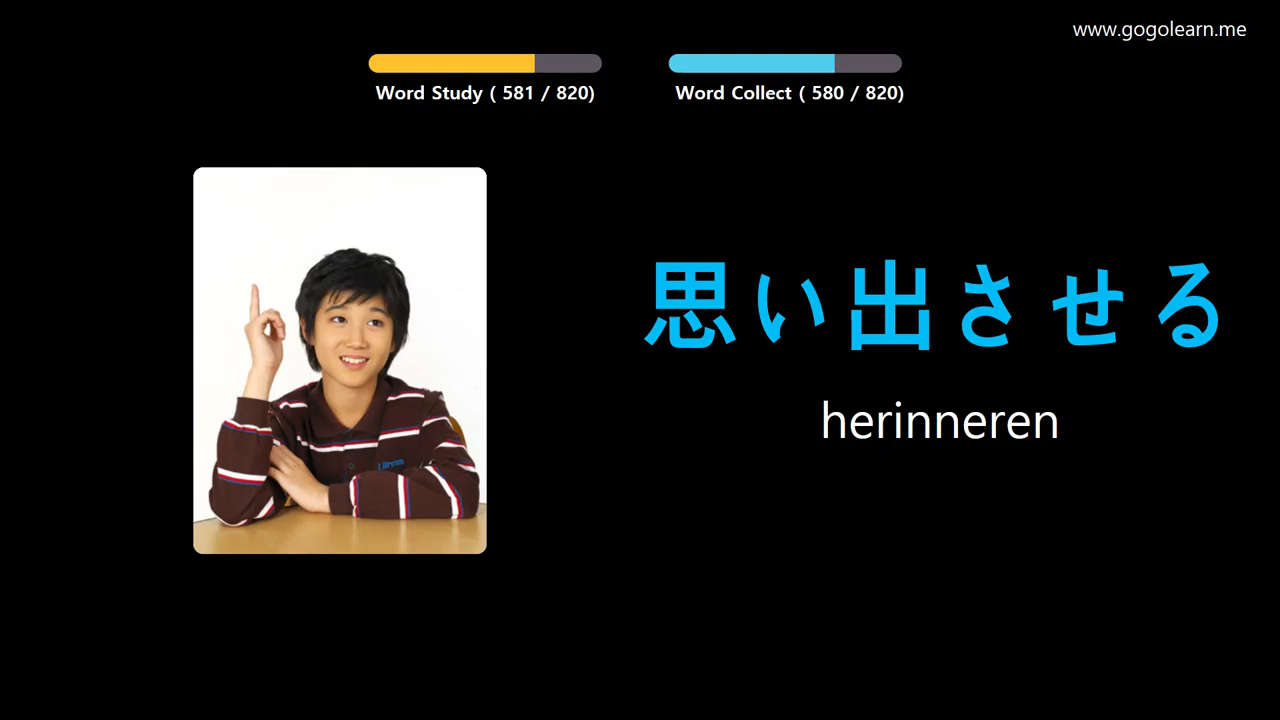 www.gogolearn.me
Word Study ( 581 / 820)
Word Collect ( 580 / 820)
思い出させる
herinneren